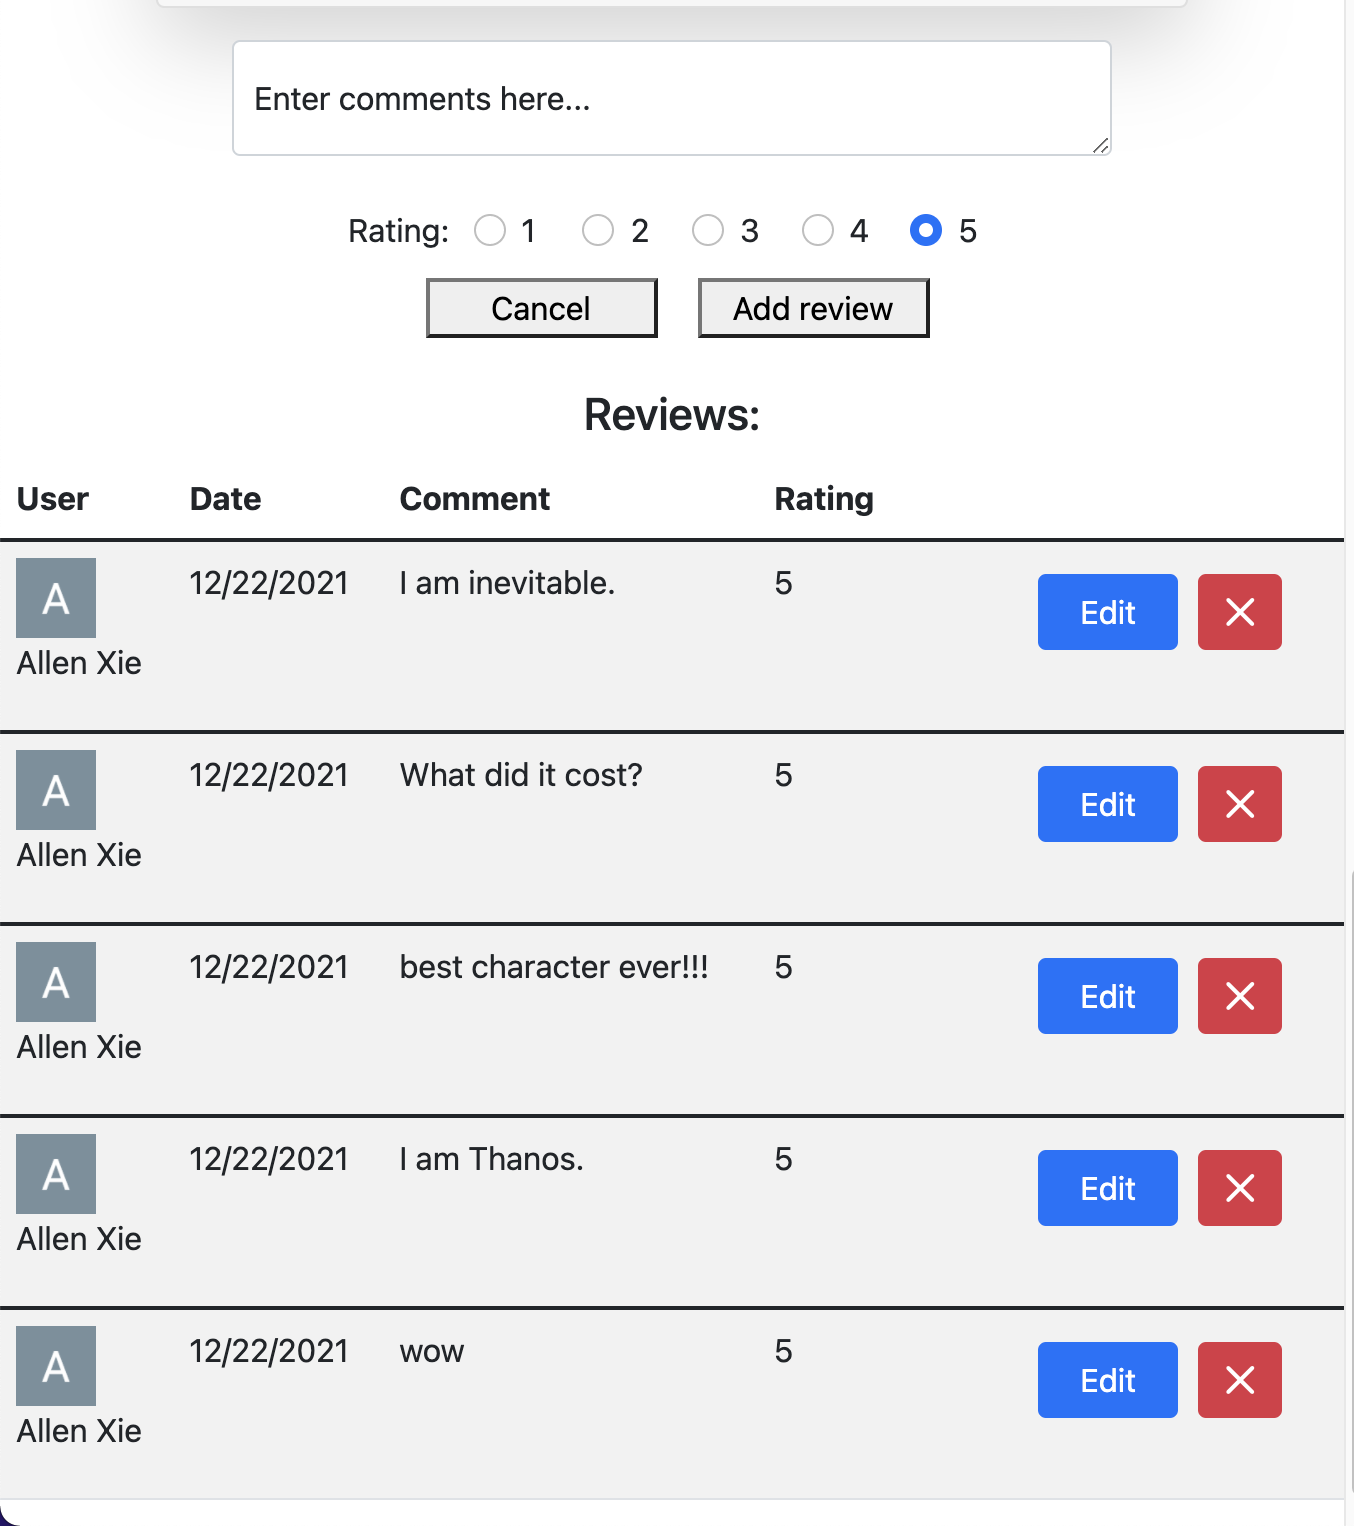 Enter comments here...
Rating: 1 2 3 4 5
Cancel Add review
Reviews:
User Date Comment Rating
A 12/22/2021 I am inevitable. 5 Edit
Allen Xie
A 12/22/2021 What did it cost? 5 Edit
Allen Xie
A 12/22/2021 best character ever!!! 5 Edit
Allen Xie
A 12/22/2021 I am Thanos. 5 Edit
Allen Xie
A 12/22/2021 wow 5 Edit
Allen Xie